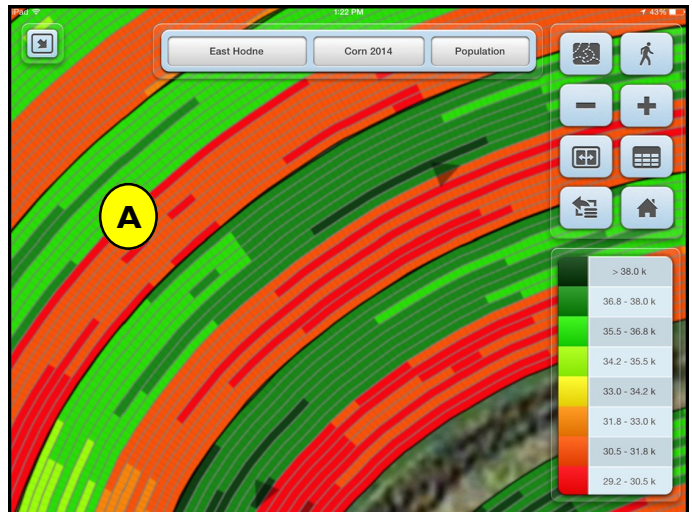 iPad 1:22 PM 43%
East Hodne Corn 2014 Population
A
> 38.0 k
36.8 - 38.0 k
35.5 - 36.8 k
34.2 - 35.5 k
33.0 - 34.2 k
31.8 - 33.0 k
30.5 - 31.8 k
29.2 - 30.5 k